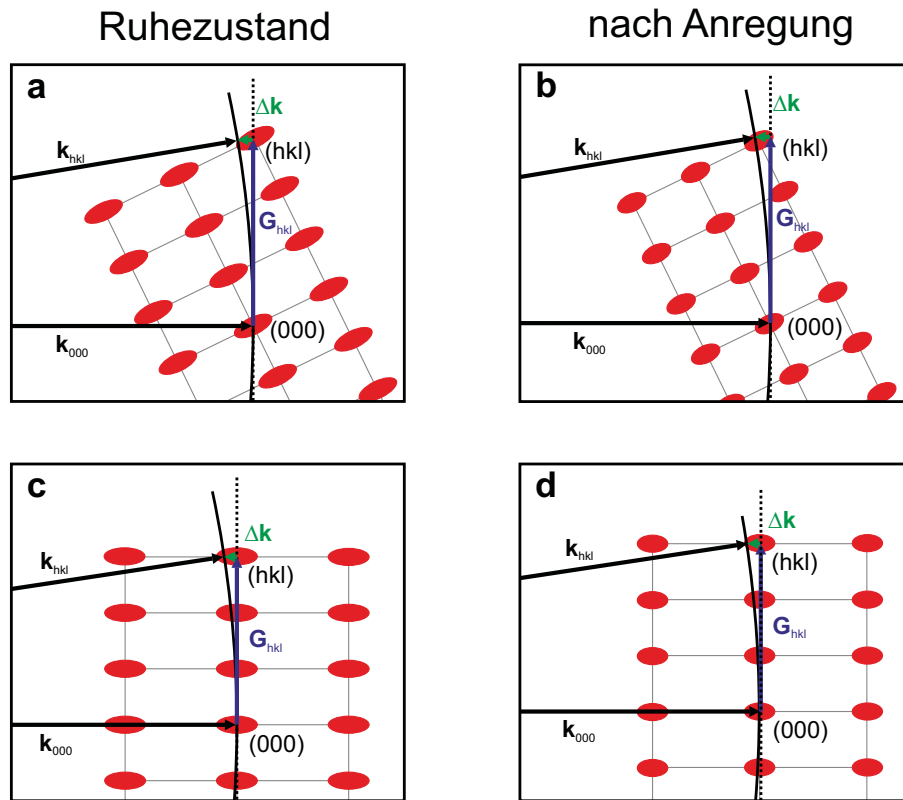 Ruhezustand
nach Anregung
a
Δk
k_hkl
(hkl)
G_hkl
(000)
k_000
b
Δk
k_hkl
(hkl)
G_hkl
(000)
k_000
c
Δk
k_hkl
(hkl)
G_hkl
(000)
k_000
d
Δk
k_hkl
(hkl)
G_hkl
(000)
k_000